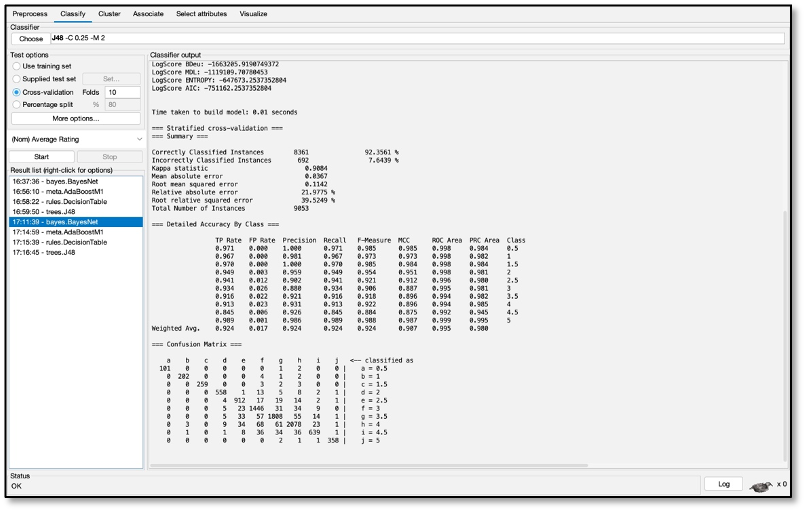 Preprocess Classify Cluster Associate Select attributes Visualize
Classifier
Choose J48 -C 0.25 -M 2
Test options
Use training set
Supplied test set Set...
Cross-validation Folds 10
Percentage split % 80
More options...
(Nom) Average Rating
Start Stop
Result list (right-click for options)
16:37:36 - bayes.BayesNet
16:56:10 - meta.AdaBoostM1
16:58:22 - rules.DecisionTable
16:59:50 - trees.J48
17:11:39 - bayes.BayesNet
17:14:59 - meta.AdaBoostM1
17:15:39 - rules.DecisionTable
17:16:45 - trees.J48
Classifier output
LogScore BDeu: -1663205.9190749372
LogScore MDL: -1119109.70780453
LogScore ENTROPY: -647673.2537352804
LogScore AIC: -751162.2537352804
Time taken to build model: 0.01 seconds
=== Stratified cross-validation ===
=== Summary ===
Correctly Classified Instances 8361 92.3561 %
Incorrectly Classified Instances 692 7.6439 %
Kappa statistic 0.9084
Mean absolute error 0.0367
Root mean squared error 0.1142
Relative absolute error 21.9775 %
Root relative squared error 39.5249 %
Total Number of Instances 9053
=== Detailed Accuracy By Class ===
TP Rate FP Rate Precision Recall F-Measure MCC ROC Area PRC Area Class
0.971 0.000 1.000 0.971 0.985 0.985 0.998 0.984 0.5
0.967 0.000 0.981 0.967 0.973 0.973 0.998 0.982 1
0.970 0.000 1.000 0.970 0.985 0.984 0.998 0.984 1.5
0.949 0.003 0.959 0.949 0.954 0.951 0.998 0.981 2
0.941 0.012 0.902 0.941 0.921 0.912 0.996 0.980 2.5
0.934 0.026 0.880 0.934 0.906 0.887 0.995 0.981 3
0.916 0.022 0.921 0.916 0.918 0.896 0.994 0.982 3.5
0.913 0.023 0.931 0.913 0.922 0.896 0.994 0.985 4
0.845 0.006 0.926 0.845 0.884 0.875 0.992 0.945 4.5
0.989 0.001 0.986 0.989 0.988 0.987 0.999 0.995 5
Weighted Avg. 0.924 0.017 0.924 0.924 0.924 0.907 0.995 0.980
=== Confusion Matrix ===
a b c d e f g h i j <-- classified as
101 0 0 0 0 0 1 2 0 0 | a = 0.5
0 202 0 0 0 4 1 2 0 0 | b = 1
0 0 259 0 0 3 2 3 0 0 | c = 1.5
0 0 0 558 1 13 5 8 2 1 | d = 2
0 0 0 4 912 17 19 14 2 1 | e = 2.5
0 0 0 5 23 1446 31 34 9 0 | f = 3
0 0 0 5 33 57 1808 55 14 1 | g = 3.5
0 3 0 9 34 68 61 2078 23 1 | h = 4
0 1 0 1 8 36 34 36 639 1 | i = 4.5
0 0 0 0 0 0 2 1 1 358 | j = 5
Status
OK
Log
x 0